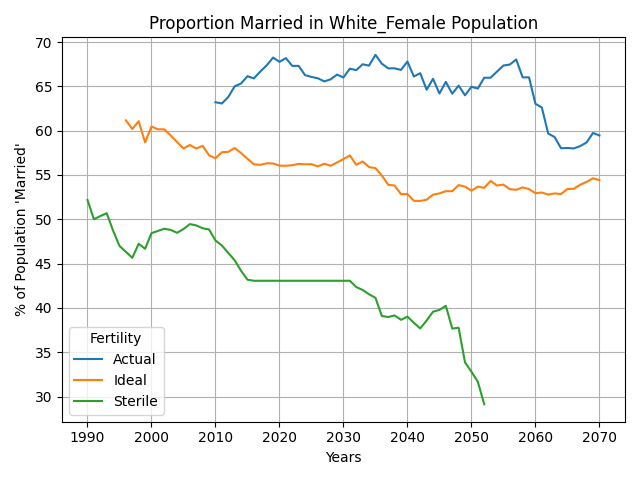 Proportion Married in White_Female Population
% of Population 'Married'
70
65
60
55
50
45
40
35
30
Fertility
Actual
Ideal
Sterile
1990 2000 2010 2020 2030 2040 2050 2060 2070
Years